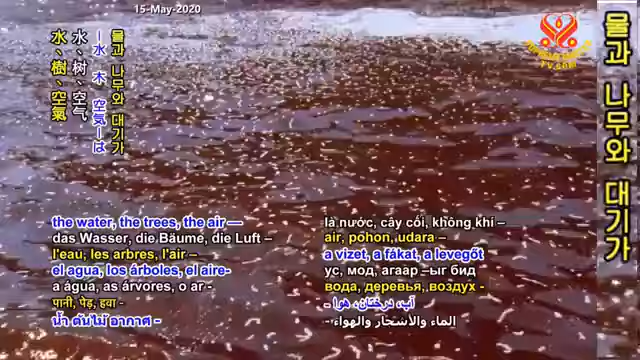 15-May-2020
물과 나무와 대기가
ー水 木 空気ーは
水、树、空气
水、樹、空氣
물과 나무와 대기가
the water, the trees, the air —
das Wasser, die Bäume, die Luft –
l'eau, les arbres, l'air –
el agua, los árboles, el aire-
a água, as árvores, o ar -
पानी, पेड़, हवा -
น้ำ ต้นไม้ อากาศ -
là nước, cây cối, không khí –
air, pohon, udara –
a vizet, a fákat, a levegőt
ус, мод, агаар –ыг бид
вода, деревья, воздух -
آب، درختان، هوا -
الماء والأشجار والهواء -